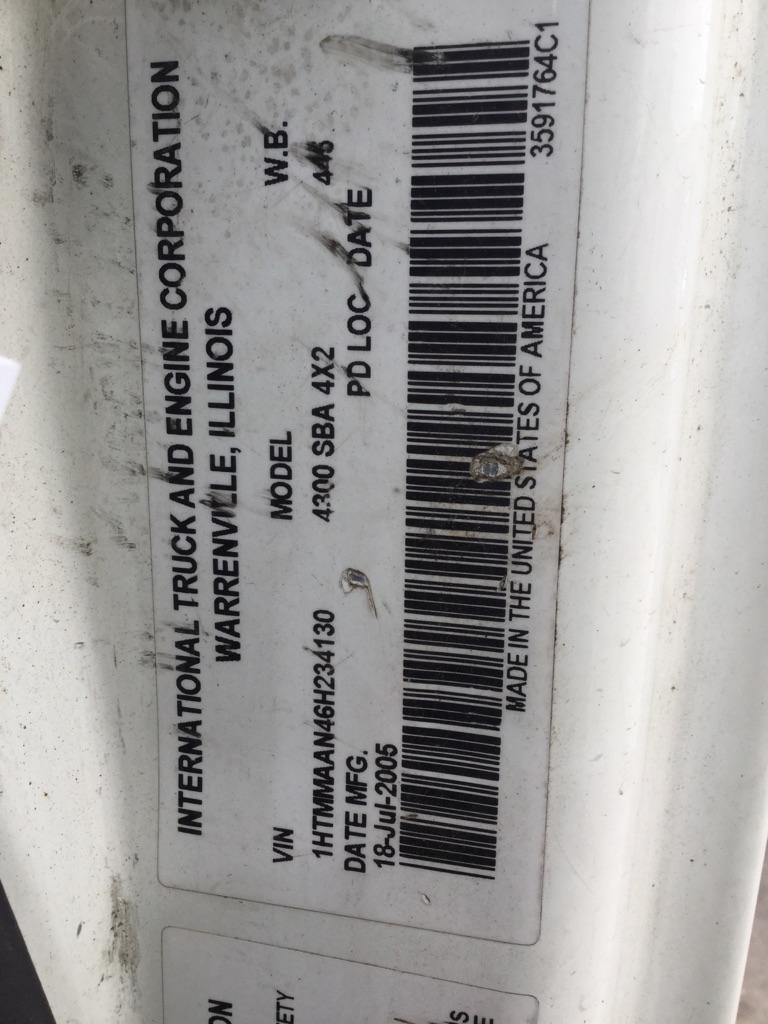 INTERNATIONAL TRUCK AND ENGINE CORPORATION
WARRENVILLE, ILLINOIS
VIN MODEL W.B.
1HTMMAAN46H234130 4300 SBA 4X2
DATE MFG. PD LOC DATE
18-Jul-2005
MADE IN THE UNITED STATES OF AMERICA 3591764C1